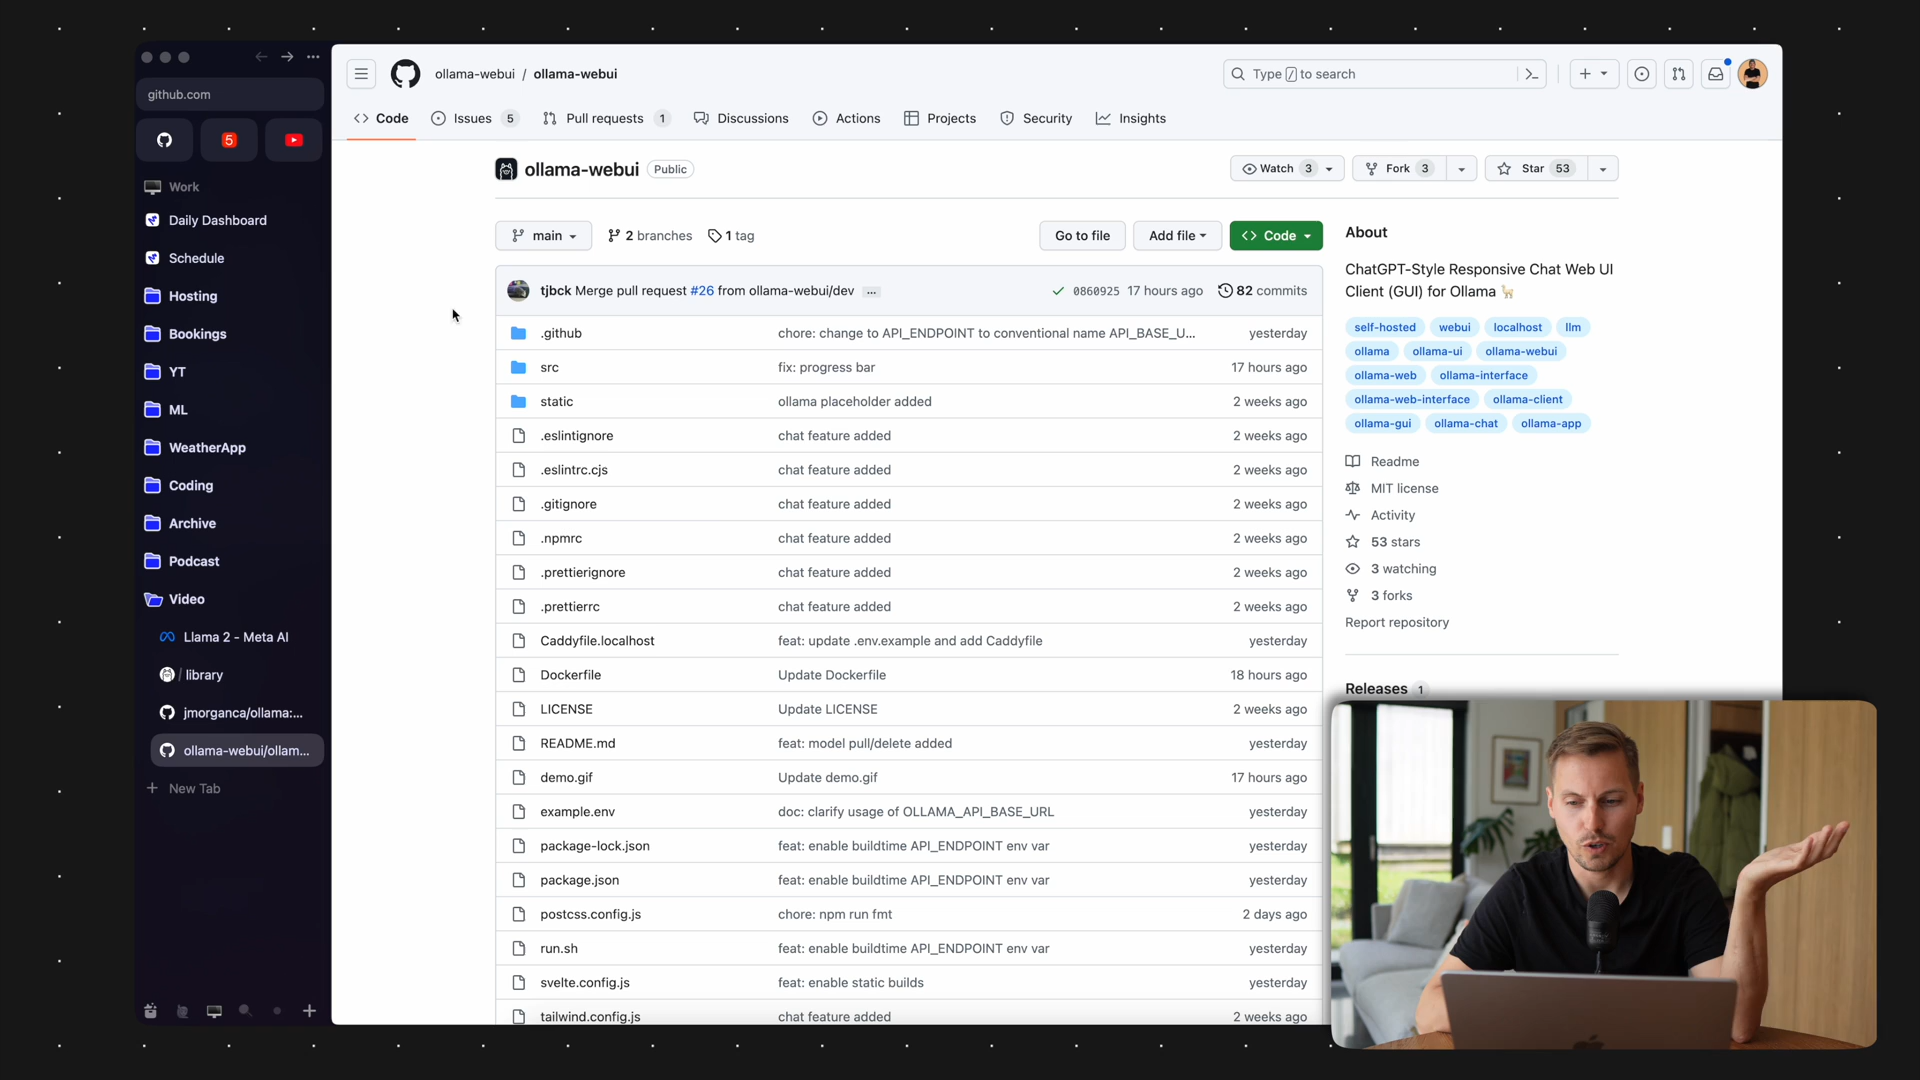 github.com
5
Work
Daily Dashboard
Schedule
Hosting
Bookings
YT
ML
WeatherApp
Coding
Archive
Podcast
Video
Llama 2 - Meta AI
/ library
jmorganca/ollama:...
ollama-webui/ollam...
New Tab
ollama-webui / ollama-webui
Type / to search
Code
Issues 5
Pull requests 1
Discussions
Actions
Projects
Security
Insights
ollama-webui Public
Watch 3
Fork 3
Star 53
main
2 branches
1 tag
Go to file
Add file
Code
tjbck Merge pull request #26 from ollama-webui/dev ...
0860925 17 hours ago 82 commits
.github chore: change to API_ENDPOINT to conventional name API_BASE_U... yesterday
src fix: progress bar 17 hours ago
static ollama placeholder added 2 weeks ago
.eslintignore chat feature added 2 weeks ago
.eslintrc.cjs chat feature added 2 weeks ago
.gitignore chat feature added 2 weeks ago
.npmrc chat feature added 2 weeks ago
.prettierignore chat feature added 2 weeks ago
.prettierrc chat feature added 2 weeks ago
Caddyfile.localhost feat: update .env.example and add Caddyfile yesterday
Dockerfile Update Dockerfile 18 hours ago
LICENSE Update LICENSE 2 weeks ago
README.md feat: model pull/delete added yesterday
demo.gif Update demo.gif 17 hours ago
example.env doc: clarify usage of OLLAMA_API_BASE_URL yesterday
package-lock.json feat: enable buildtime API_ENDPOINT env var yesterday
package.json feat: enable buildtime API_ENDPOINT env var yesterday
postcss.config.js chore: npm run fmt 2 days ago
run.sh feat: enable buildtime API_ENDPOINT env var yesterday
svelte.config.js feat: enable static builds yesterday
tailwind.config.js chat feature added 2 weeks ago
About
ChatGPT-Style Responsive Chat Web UI
Client (GUI) for Ollama 🦙
self-hosted webui localhost llm
ollama ollama-ui ollama-webui
ollama-web ollama-interface
ollama-web-interface ollama-client
ollama-gui ollama-chat ollama-app
Readme
MIT license
Activity
53 stars
3 watching
3 forks
Report repository
Releases 1